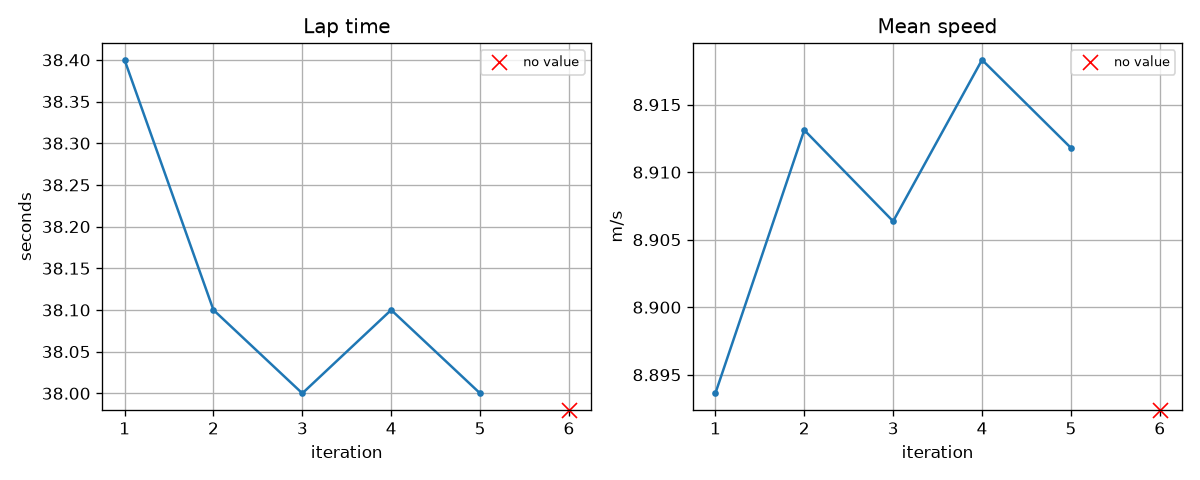 Lap time
no value
38.40
38.35
38.30
38.25
38.20
38.15
38.10
38.05
38.00
seconds
1 2 3 4 5 6
iteration
Mean speed
no value
8.915
8.910
8.905
8.900
8.895
m/s
1 2 3 4 5 6
iteration